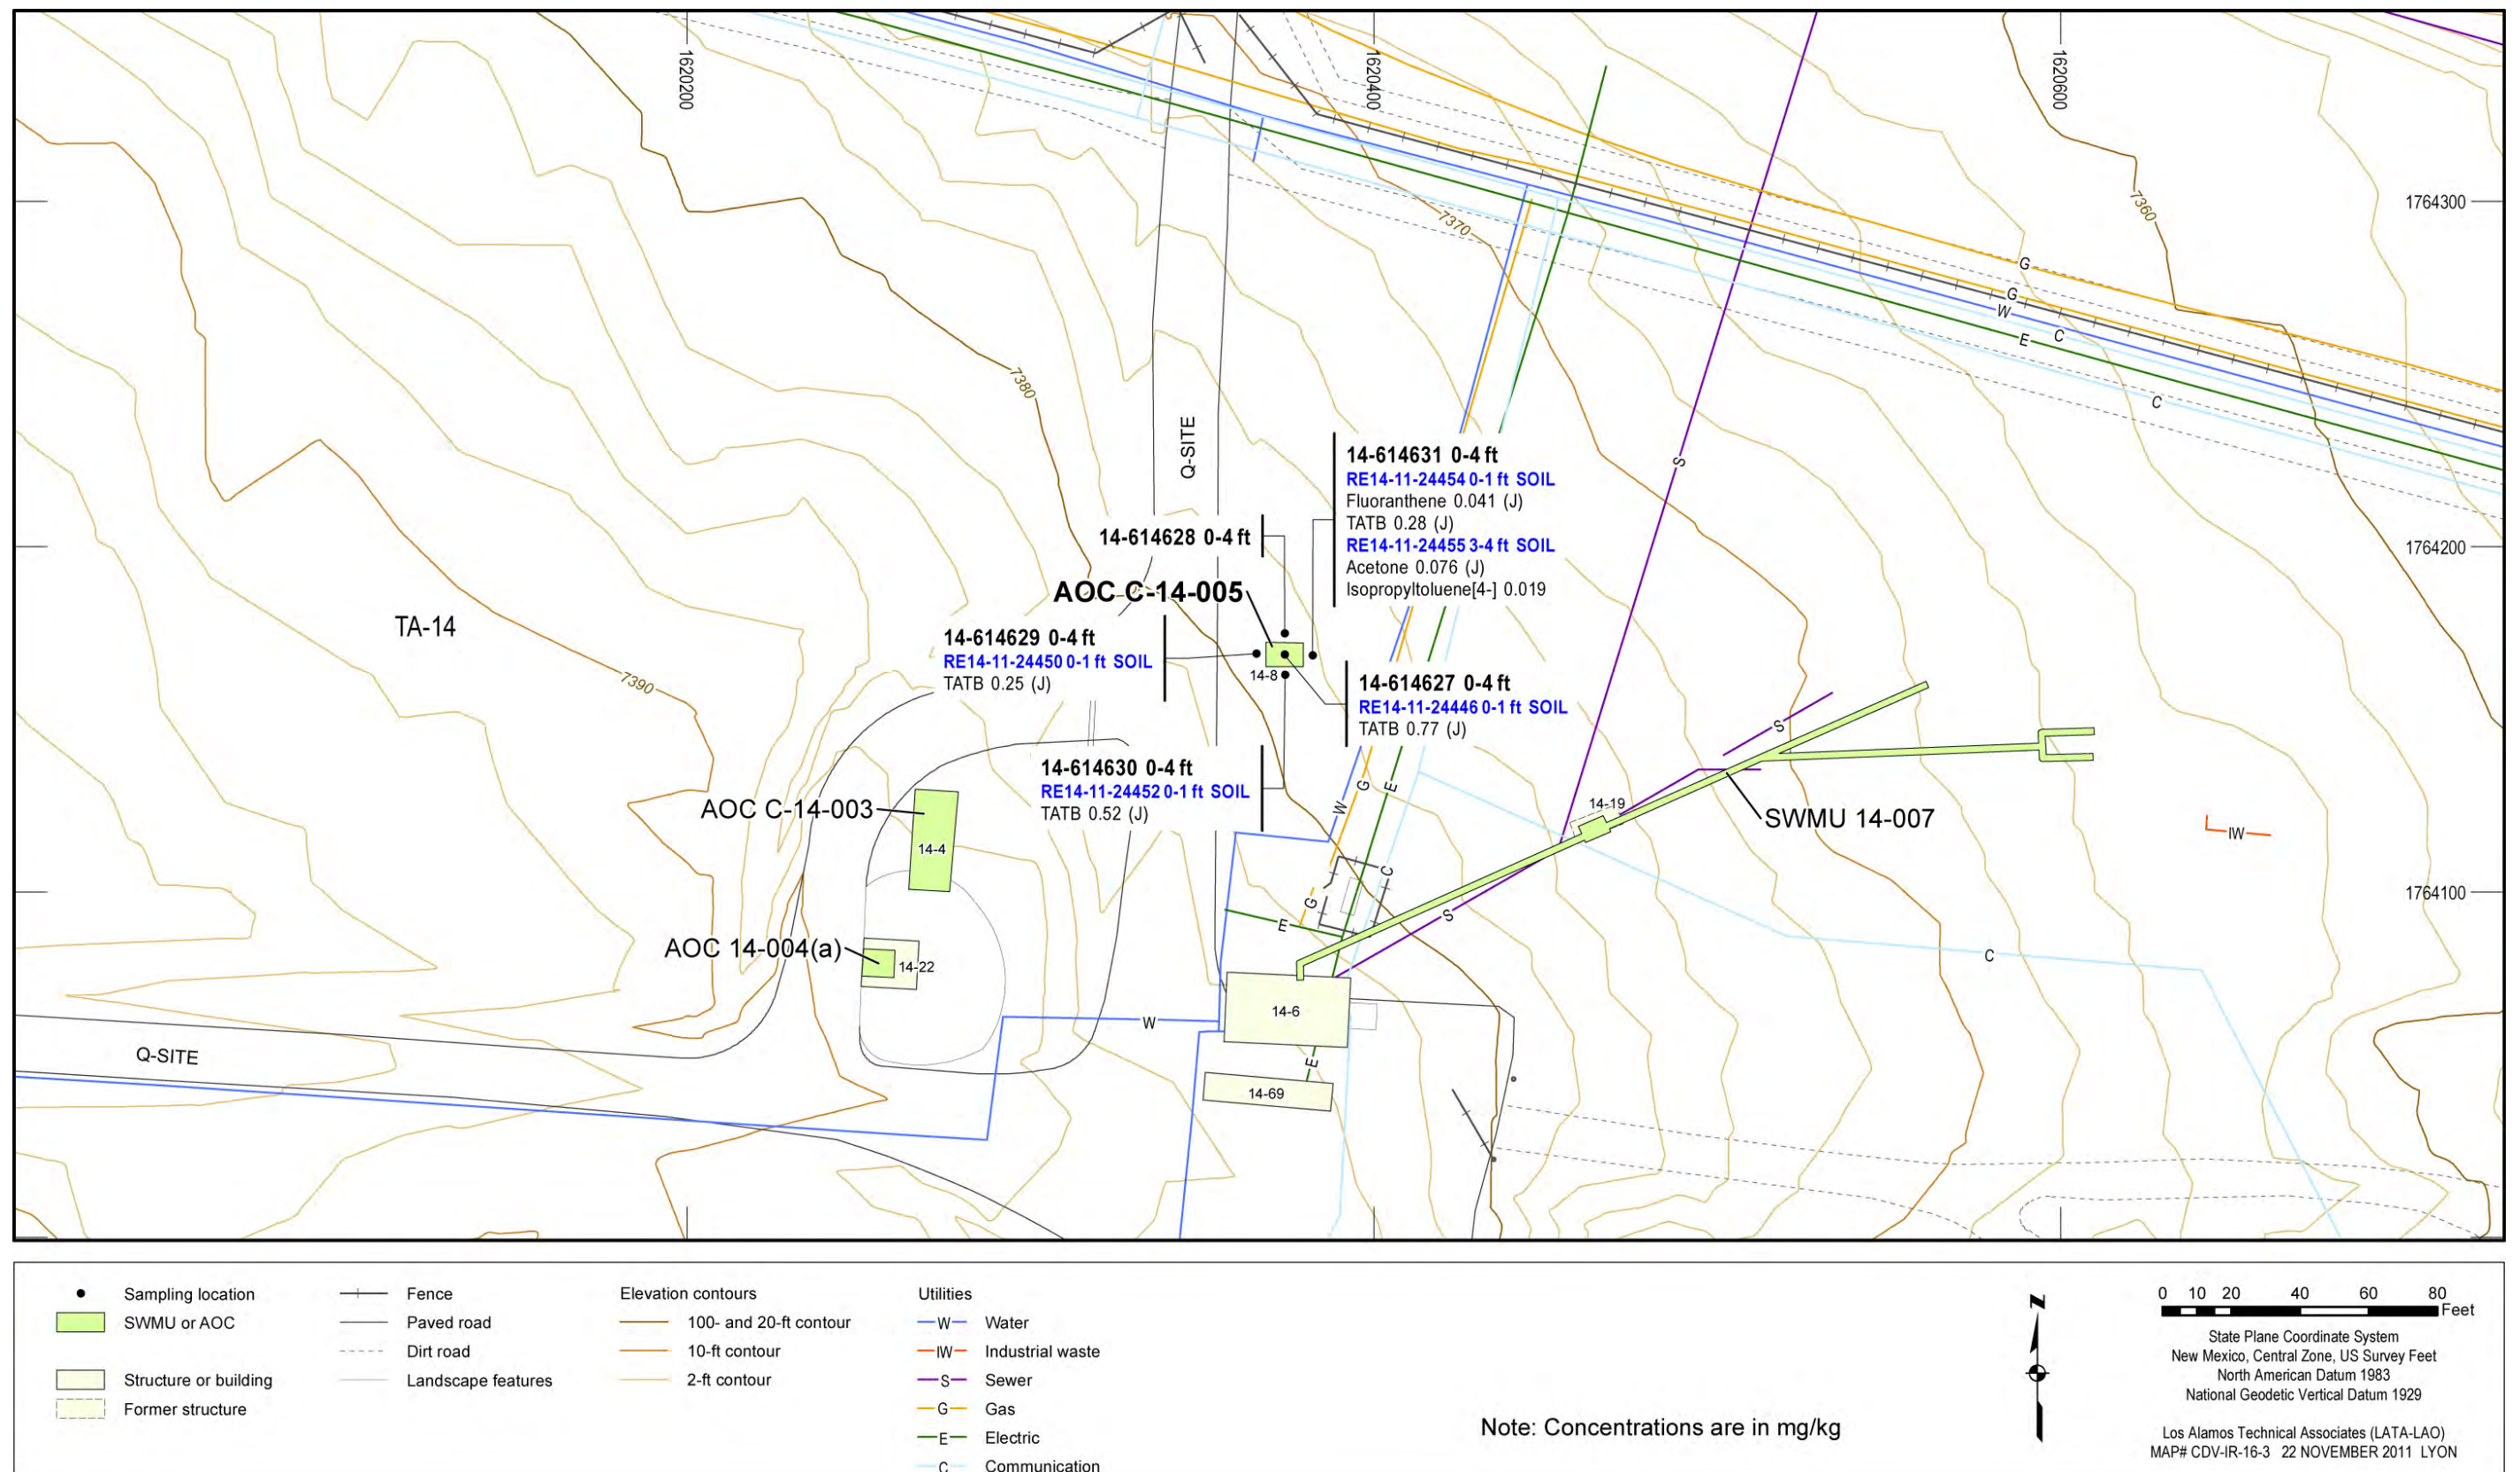 1620200
1620400
1620600
1764300
7360
7370
G
G
W
C
E
7380
C
Q-SITE
S
14-614631 0-4 ft
RE14-11-24454 0-1 ft SOIL
Fluoranthene 0.041 (J)
TATB 0.28 (J)
RE14-11-24455 3-4 ft SOIL
Acetone 0.076 (J)
Isopropyltoluene[4-] 0.019
14-614628 0-4 ft
1764200
AOC C-14-005
TA-14
14-614629 0-4 ft
RE14-11-24450 0-1 ft SOIL
TATB 0.25 (J)
14-8
7390
14-614627 0-4 ft
RE14-11-24446 0-1 ft SOIL
TATB 0.77 (J)
S
14-614630 0-4 ft
RE14-11-24452 0-1 ft SOIL
TATB 0.52 (J)
W
G
E
AOC C-14-003
14-4
14-19
SWMU 14-007
IW
C
1764100
G
S
E
AOC 14-004(a)
14-22
C
14-6
W
Q-SITE
E
14-69
Sampling location
SWMU or AOC
Structure or building
Former structure
Fence
Paved road
Dirt road
Landscape features
Elevation contours
100- and 20-ft contour
10-ft contour
2-ft contour
Utilities
W Water
IW Industrial waste
S Sewer
G Gas
E Electric
C Communication
Note: Concentrations are in mg/kg
N
0 10 20 40 60 80
Feet
State Plane Coordinate System
New Mexico, Central Zone, US Survey Feet
North American Datum 1983
National Geodetic Vertical Datum 1929
Los Alamos Technical Associates (LATA-LAO)
MAP# CDV-IR-16-3 22 NOVEMBER 2011 LYON